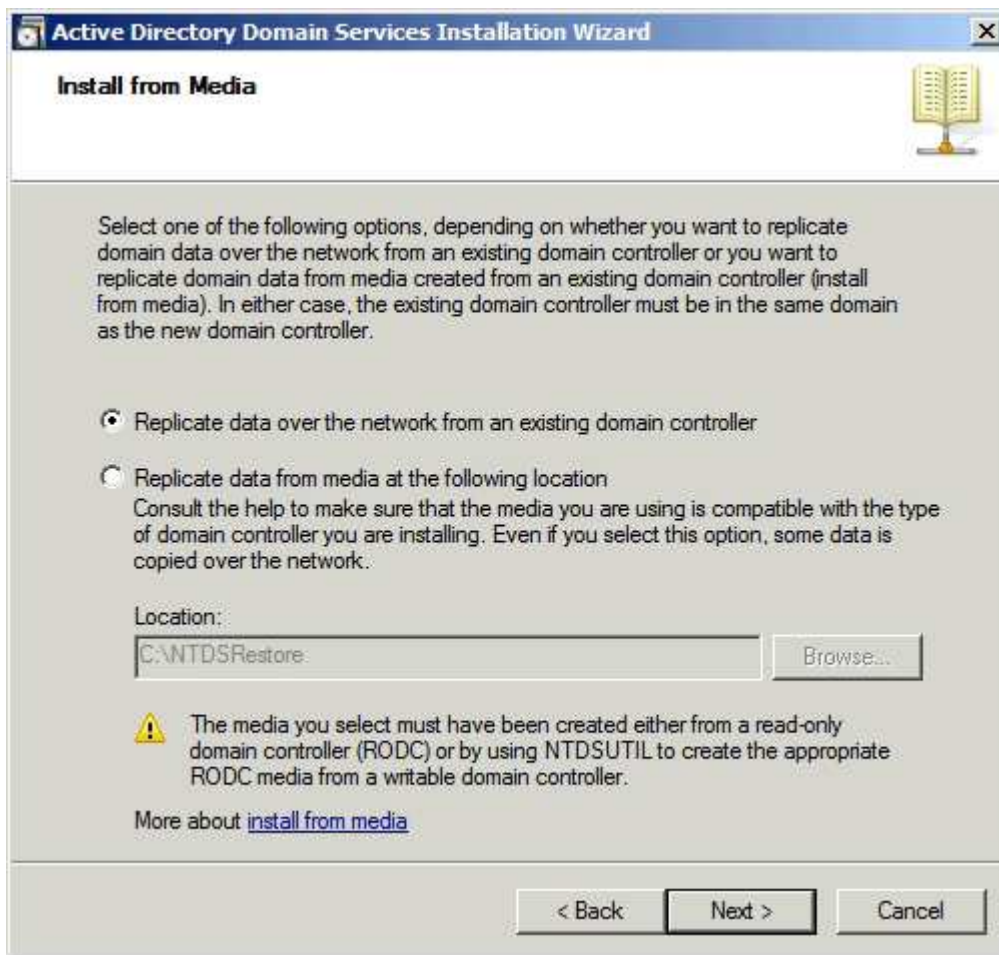 Active Directory Domain Services Installation Wizard
Install from Media
Select one of the following options, depending on whether you want to replicate
domain data over the network from an existing domain controller or you want to
replicate domain data from media created from an existing domain controller (install
from media). In either case, the existing domain controller must be in the same domain
as the new domain controller.
Replicate data over the network from an existing domain controller
Replicate data from media at the following location
Consult the help to make sure that the media you are using is compatible with the type
of domain controller you are installing. Even if you select this option, some data is
copied over the network.
Location:
C:\NTDSRestore
Browse...
The media you select must have been created either from a read-only
domain controller (RODC) or by using NTDSUTIL to create the appropriate
RODC media from a writable domain controller.
More about install from media
< Back
Next >
Cancel